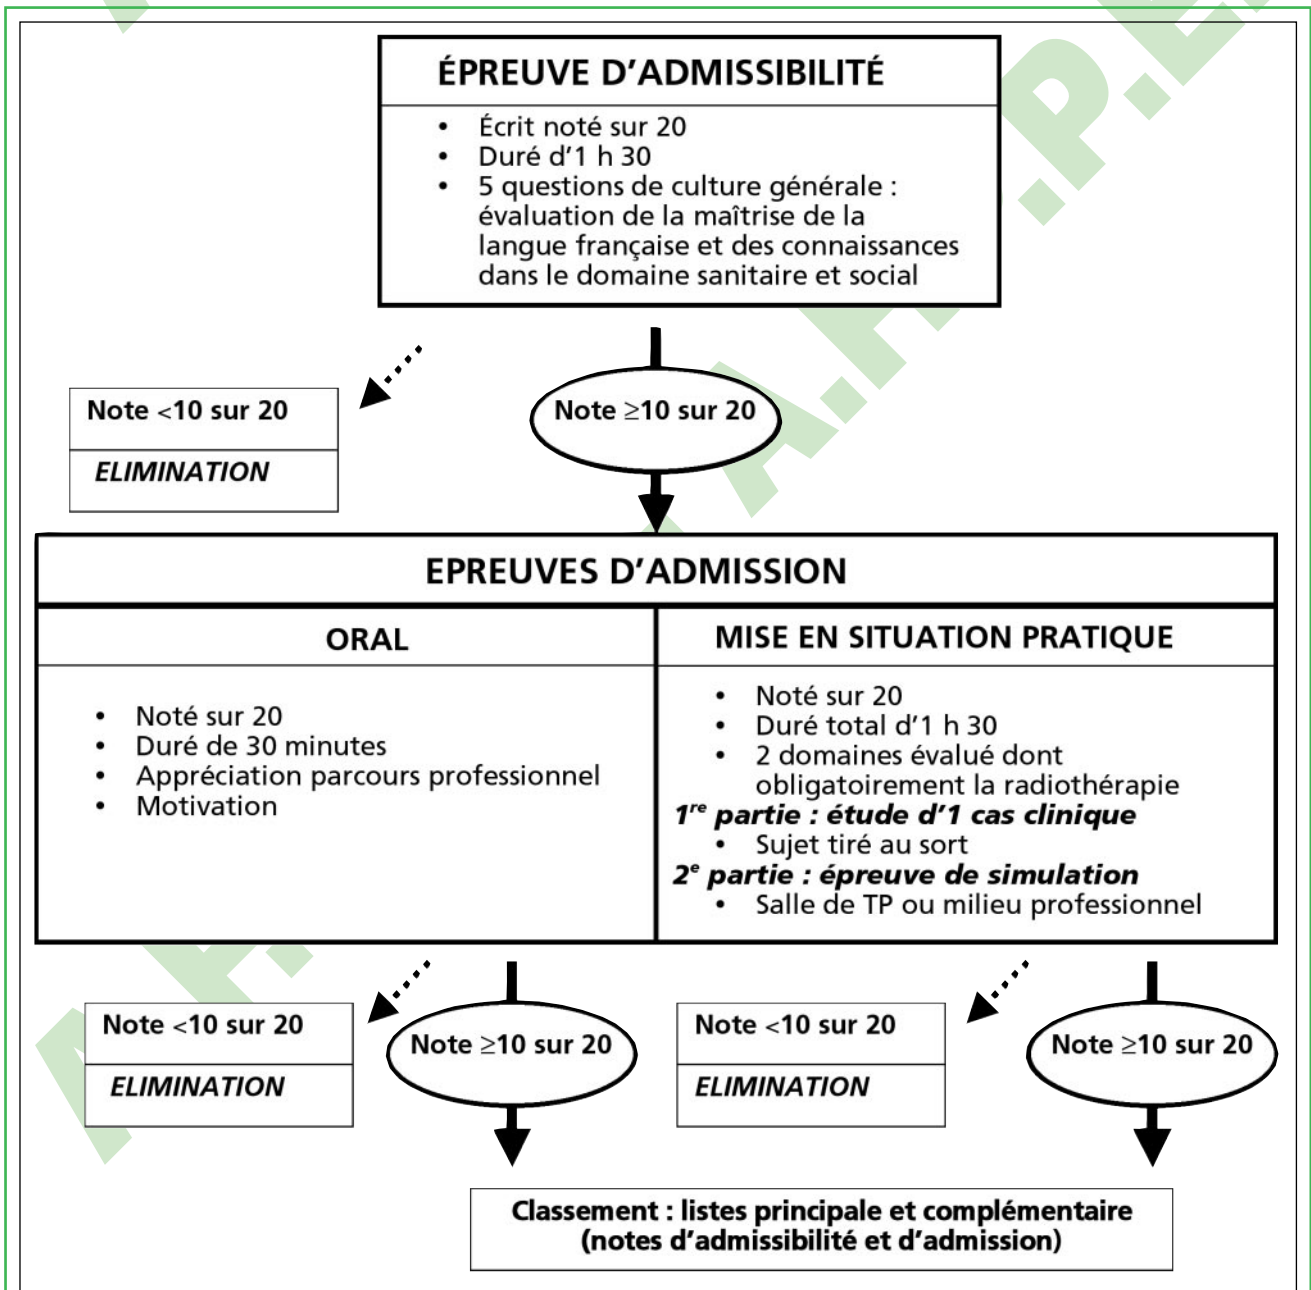 ÉPREUVE D'ADMISSIBILITÉ
• Écrit noté sur 20
• Duré d'1 h 30
• 5 questions de culture générale :
évaluation de la maîtrise de la
langue française et des connaissances
dans le domaine sanitaire et social
Note <10 sur 20
ELIMINATION
Note ≥10 sur 20
EPREUVES D'ADMISSION
ORAL
• Noté sur 20
• Duré de 30 minutes
• Appréciation parcours professionnel
• Motivation
MISE EN SITUATION PRATIQUE
• Noté sur 20
• Duré total d'1 h 30
• 2 domaines évalué dont
obligatoirement la radiothérapie
1re partie : étude d'1 cas clinique
• Sujet tiré au sort
2e partie : épreuve de simulation
• Salle de TP ou milieu professionnel
Note <10 sur 20
ELIMINATION
Note ≥10 sur 20
Note <10 sur 20
ELIMINATION
Note ≥10 sur 20
Classement : listes principale et complémentaire
(notes d'admissibilité et d'admission)